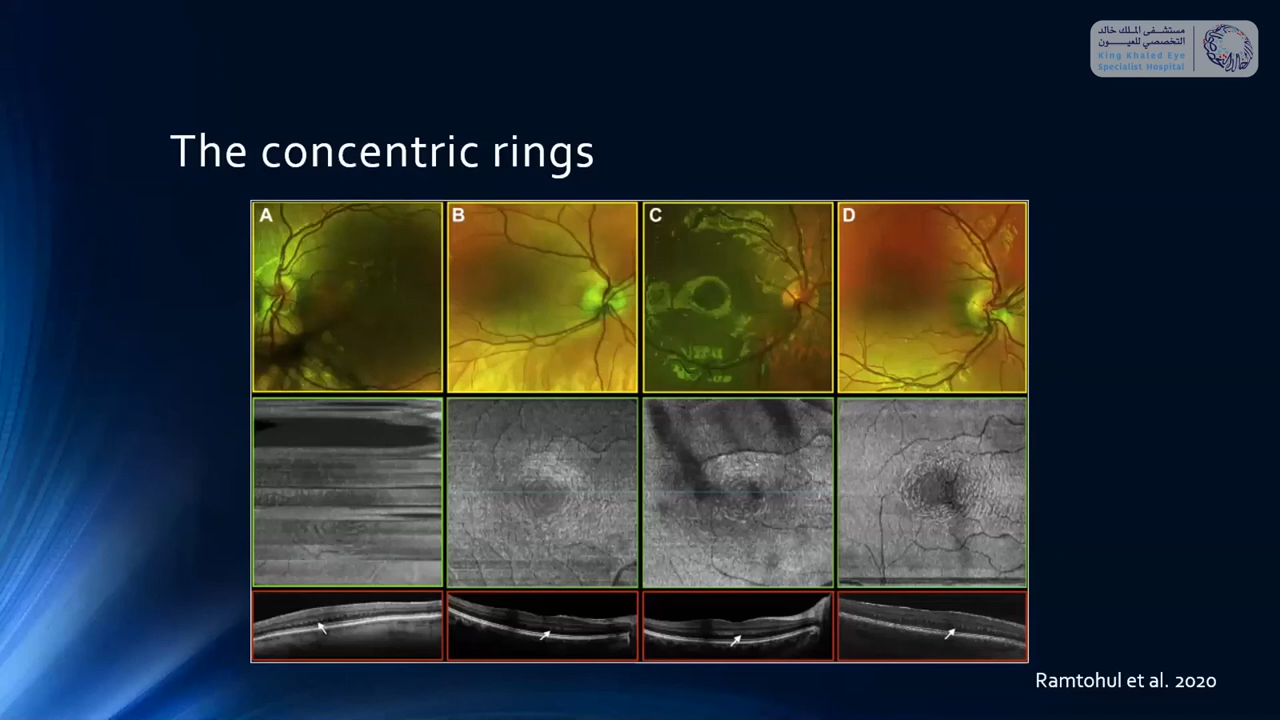 مستشفى الملك خالد
التخصصي للعيون
King Khaled Eye
Specialist Hospital
The concentric rings
A
B
C
D
Ramtohul et al. 2020